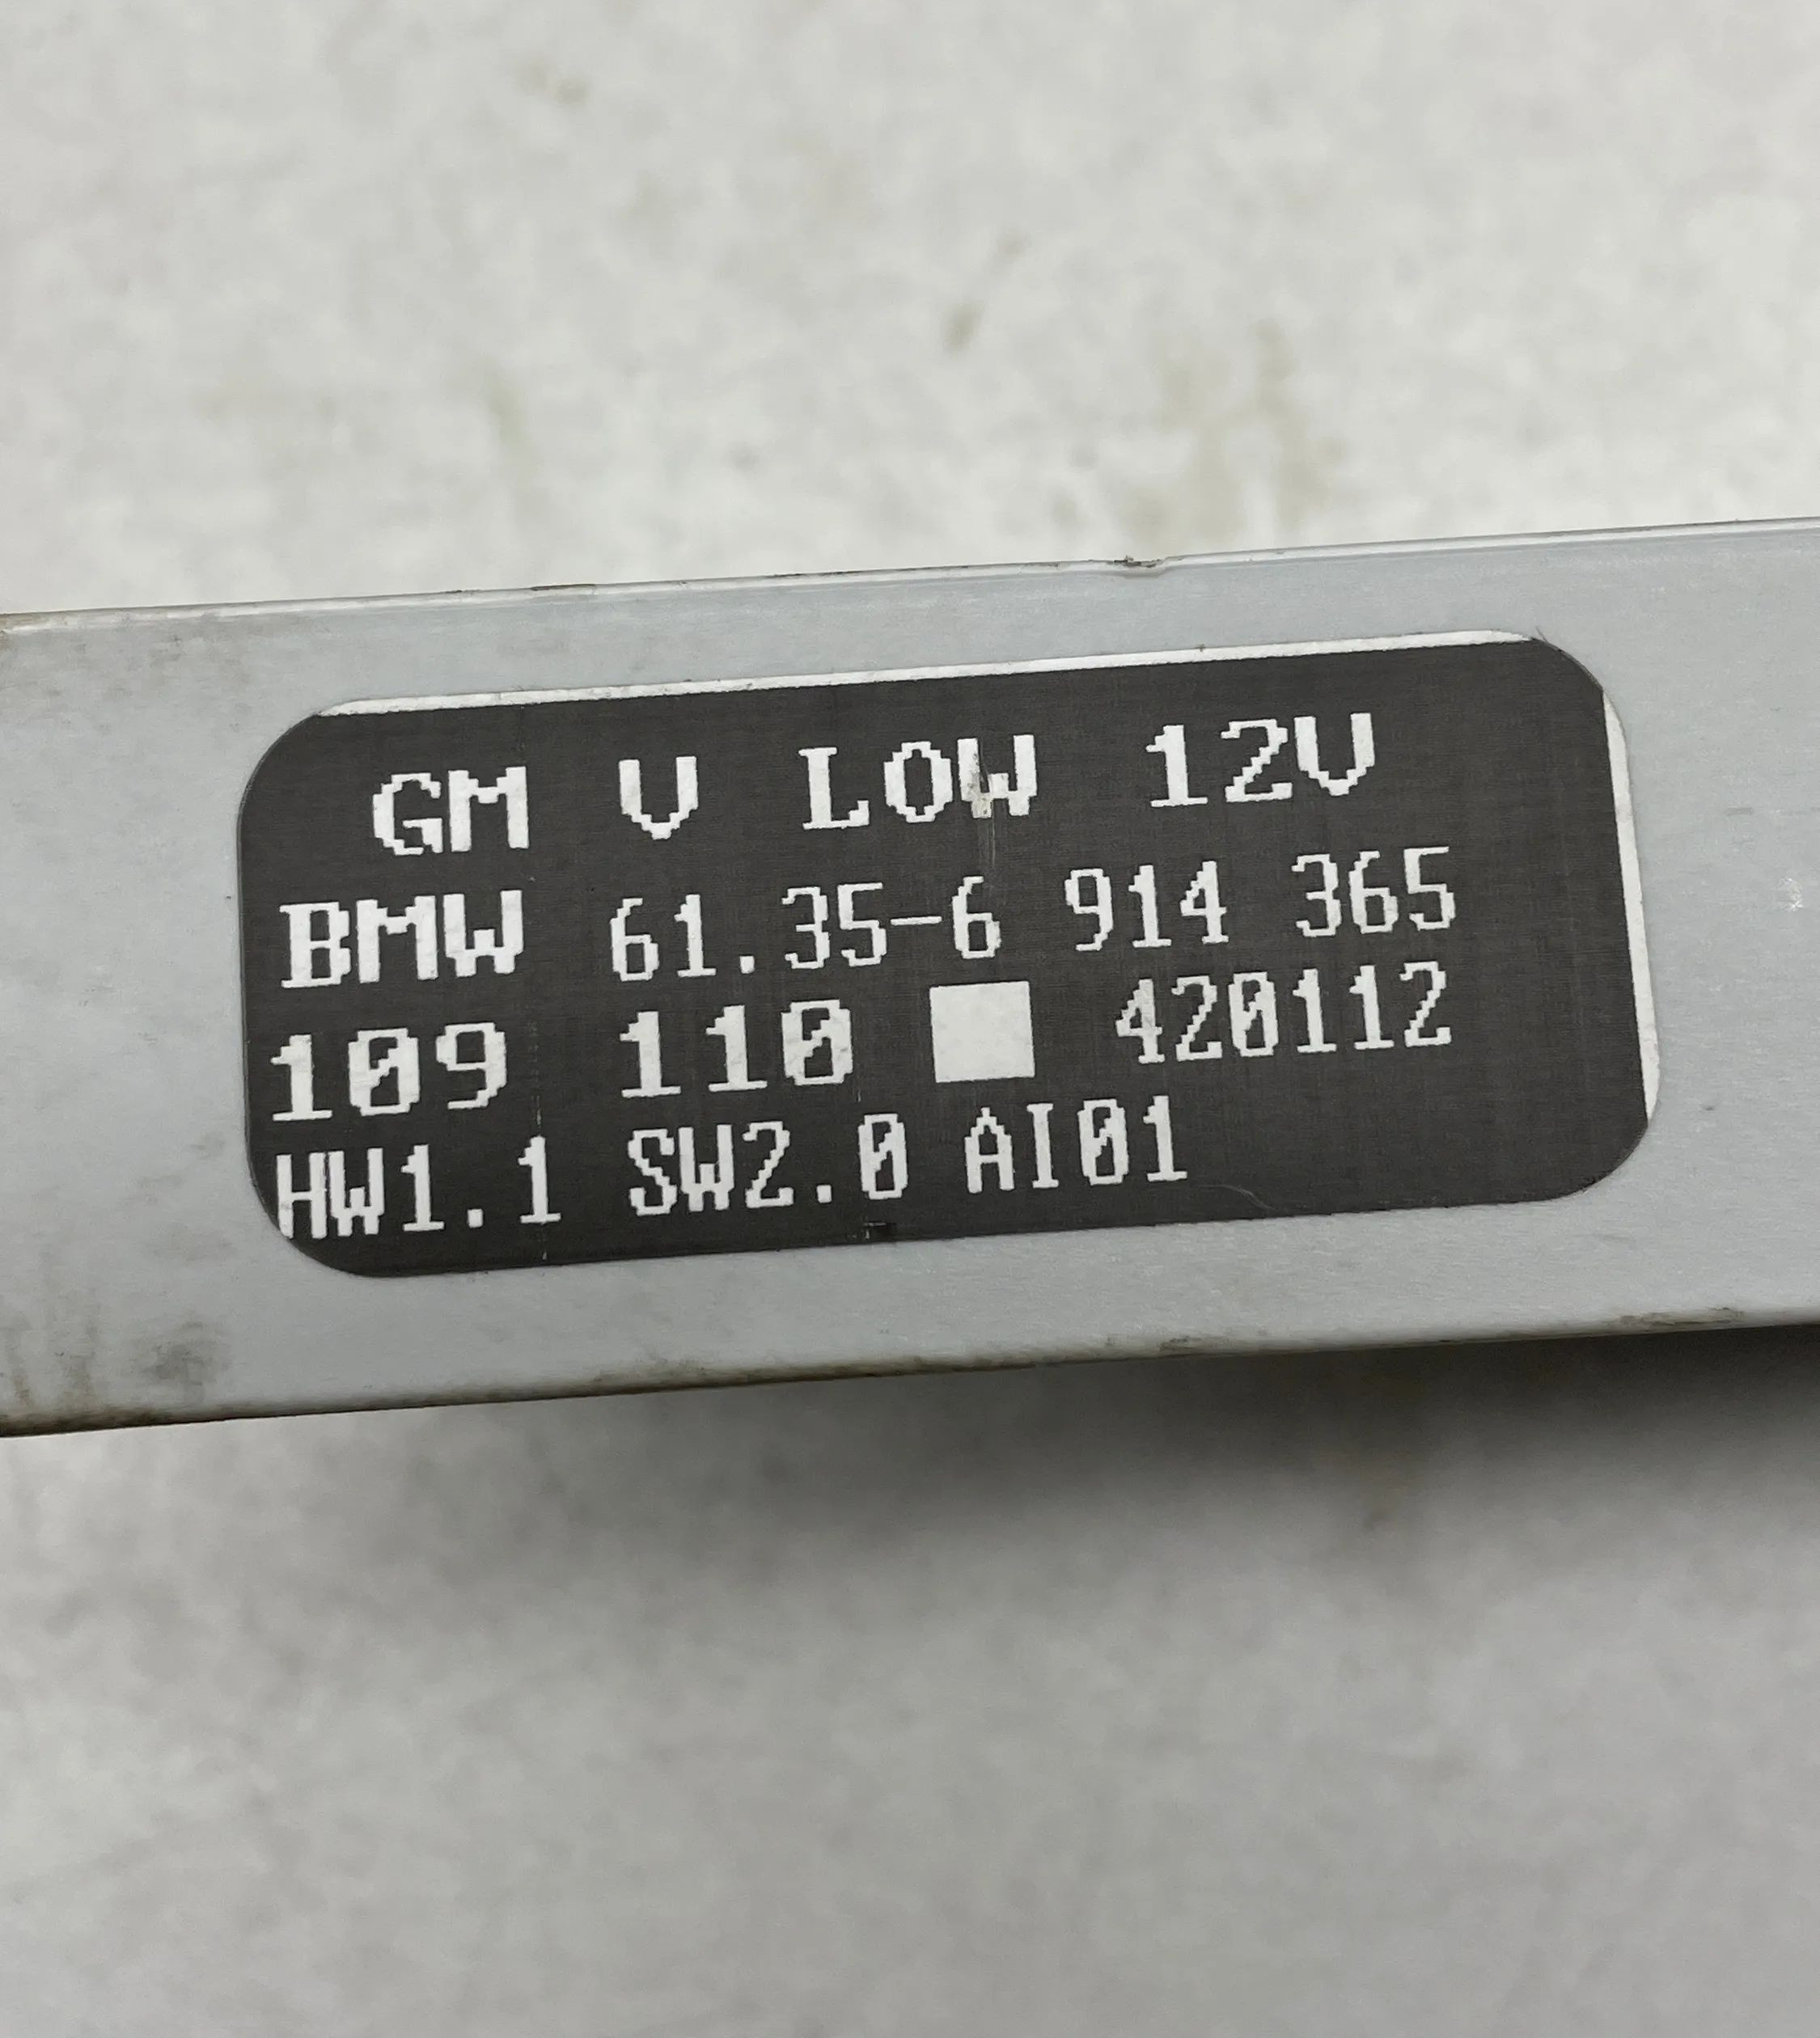 GM V LOW 12V
BMW 61.35-6 914 365
109 110 420112
HW1.1 SW2.0 AI01